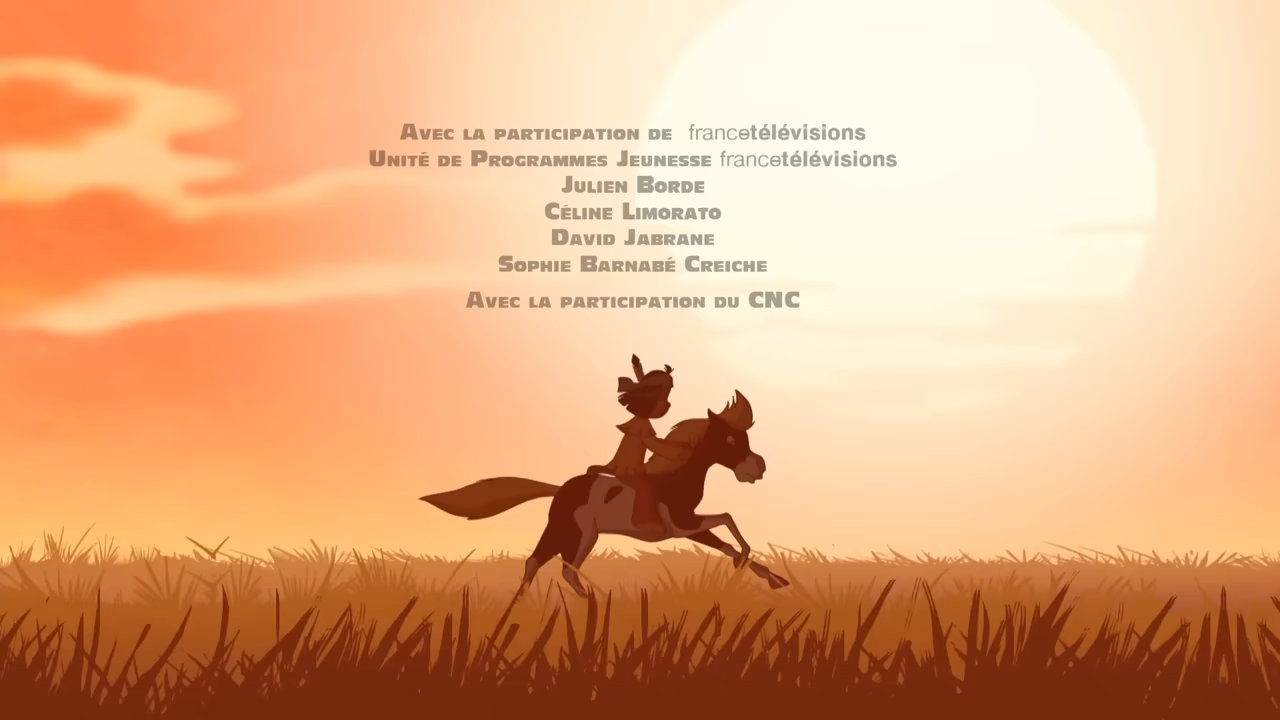 Avec la participation de francetélévisions
Unité de Programmes Jeunesse francetélévisions
Julien Borde
Céline Limorato
David Jabrane
Sophie Barnabé Creiche
Avec la participation du CNC